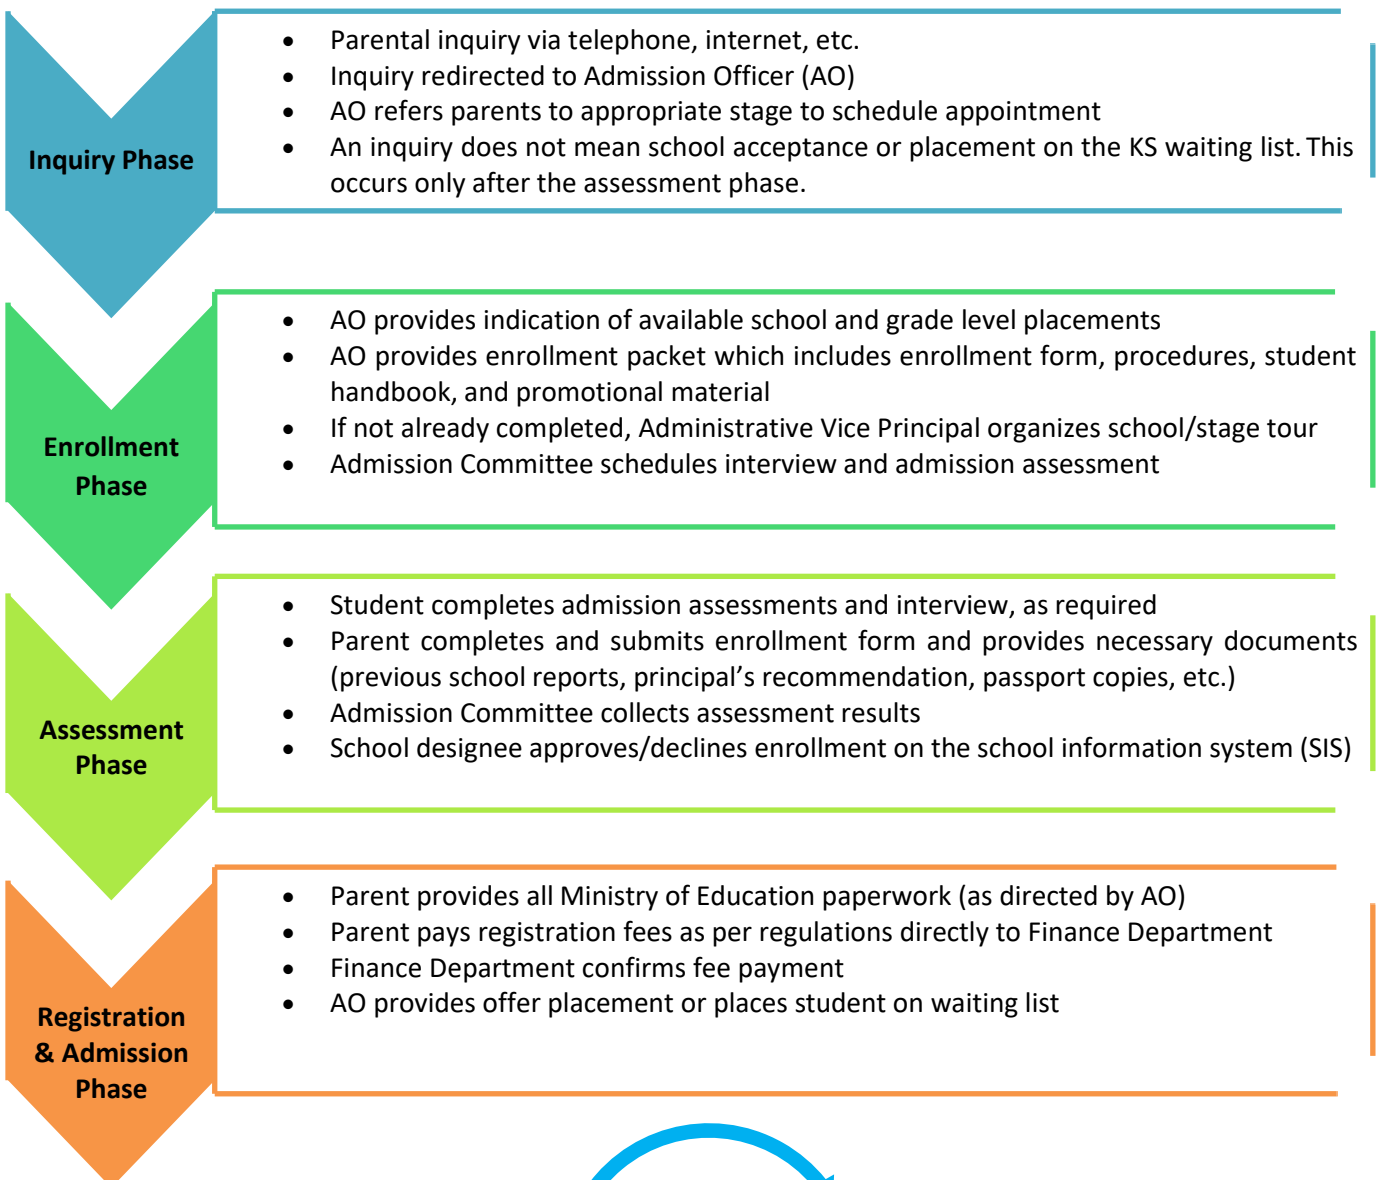 Inquiry Phase
• Parental inquiry via telephone, internet, etc.
• Inquiry redirected to Admission Officer (AO)
• AO refers parents to appropriate stage to schedule appointment
• An inquiry does not mean school acceptance or placement on the KS waiting list. This
occurs only after the assessment phase.
Enrollment
Phase
• AO provides indication of available school and grade level placements
• AO provides enrollment packet which includes enrollment form, procedures, student
handbook, and promotional material
• If not already completed, Administrative Vice Principal organizes school/stage tour
• Admission Committee schedules interview and admission assessment
Assessment
Phase
• Student completes admission assessments and interview, as required
• Parent completes and submits enrollment form and provides necessary documents
(previous school reports, principal’s recommendation, passport copies, etc.)
• Admission Committee collects assessment results
• School designee approves/declines enrollment on the school information system (SIS)
Registration
& Admission
Phase
• Parent provides all Ministry of Education paperwork (as directed by AO)
• Parent pays registration fees as per regulations directly to Finance Department
• Finance Department confirms fee payment
• AO provides offer placement or places student on waiting list